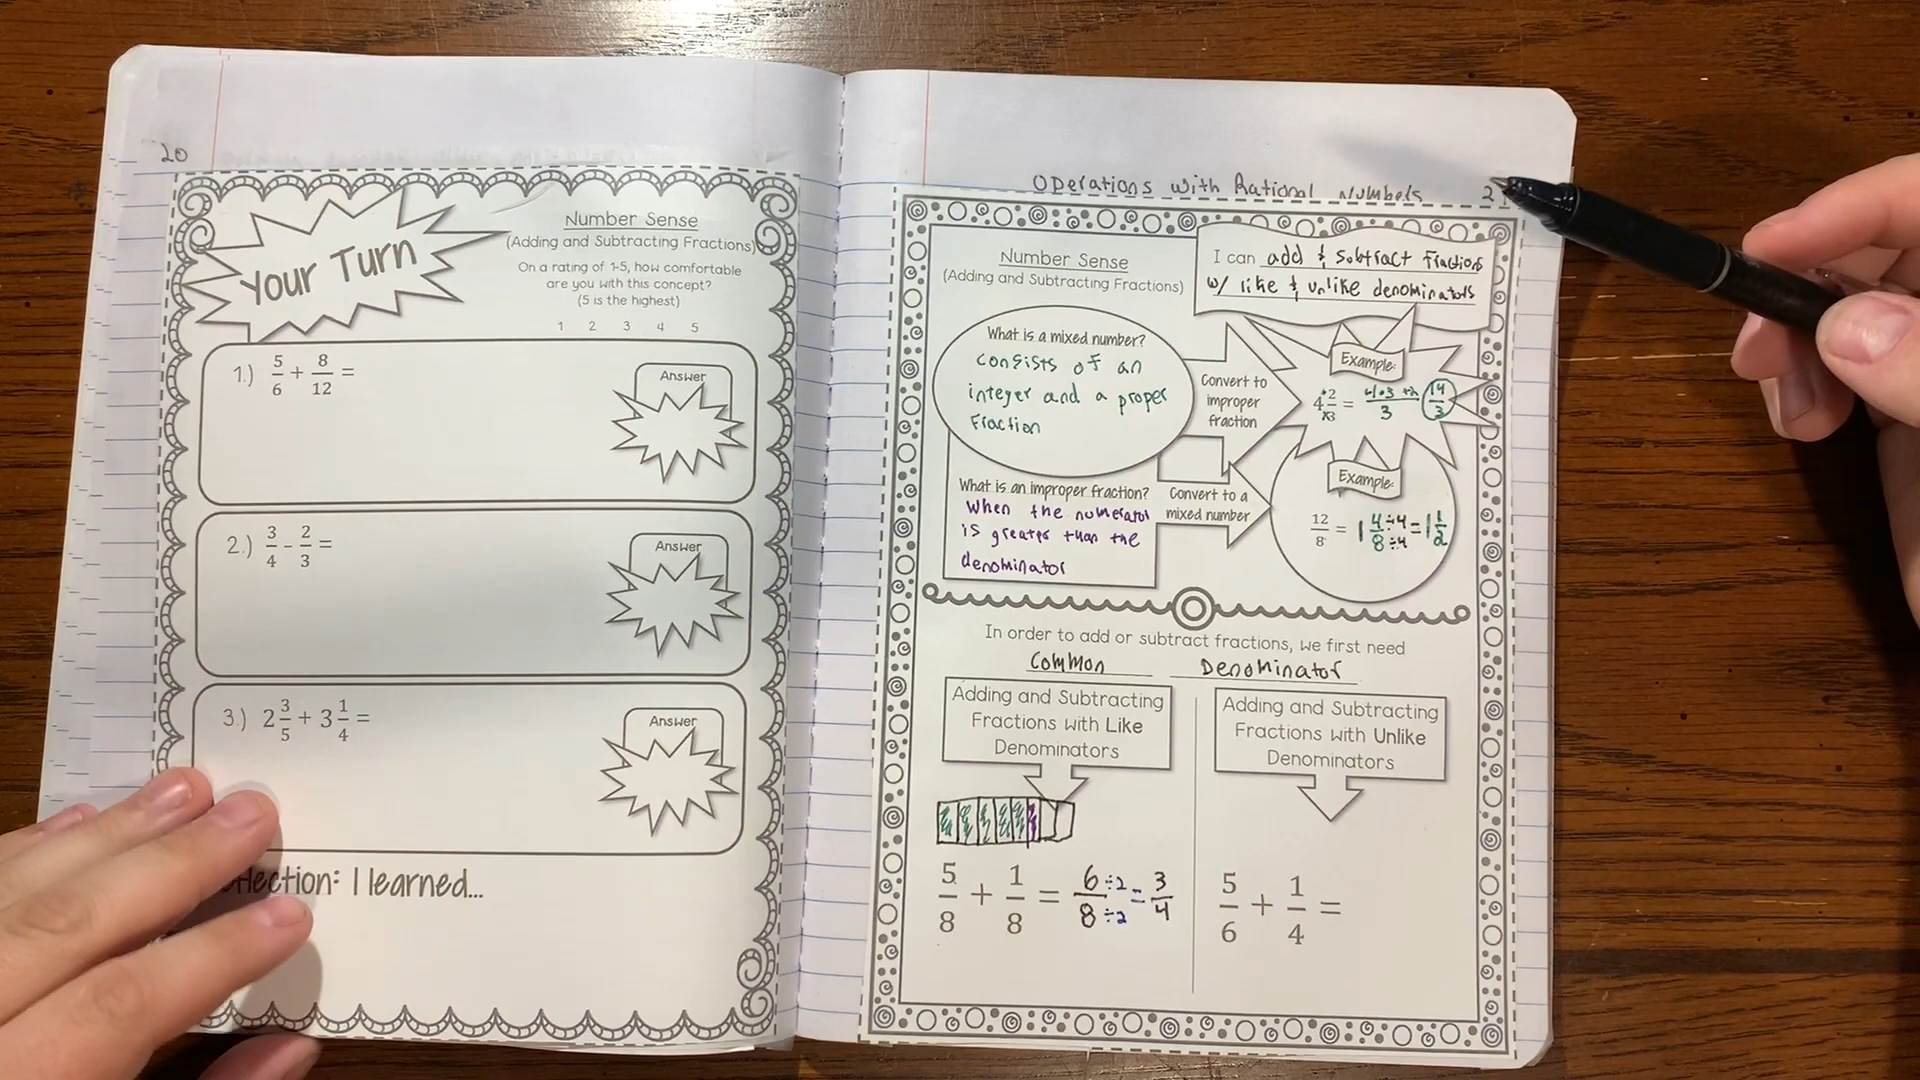 20
Your Turn
Number Sense
(Adding and Subtracting Fractions)
On a rating of 1-5, how comfortable
are you with this concept?
(5 is the highest)
1 2 3 4 5
1.) 5/6 + 8/12 =
Answer
2.) 3/4 - 2/3 =
Answer
3.) 2 3/5 + 3 1/4 =
Answer
lection: I learned...
Operations with Rational Numbers
Number Sense
(Adding and Subtracting Fractions)
I can add & subtract fractions
w/ like & unlike denominators
What is a mixed number?
consists of an
integer and a proper
fraction
Convert to
improper
fraction
Example:
4 +2/x3 = 4•3+2/3 14/3
What is an improper fraction?
When the numerator
is greater than the
denominator
Convert to a
mixed number
Example:
12/8 = 1 4÷4/8÷4 = 1 1/2
In order to add or subtract fractions, we first need
Common Denominator
Adding and Subtracting
Fractions with Like
Denominators
5/8 + 1/8 = 6÷2/8÷2 = 3/4
Adding and Subtracting
Fractions with Unlike
Denominators
5/6 + 1/4 =